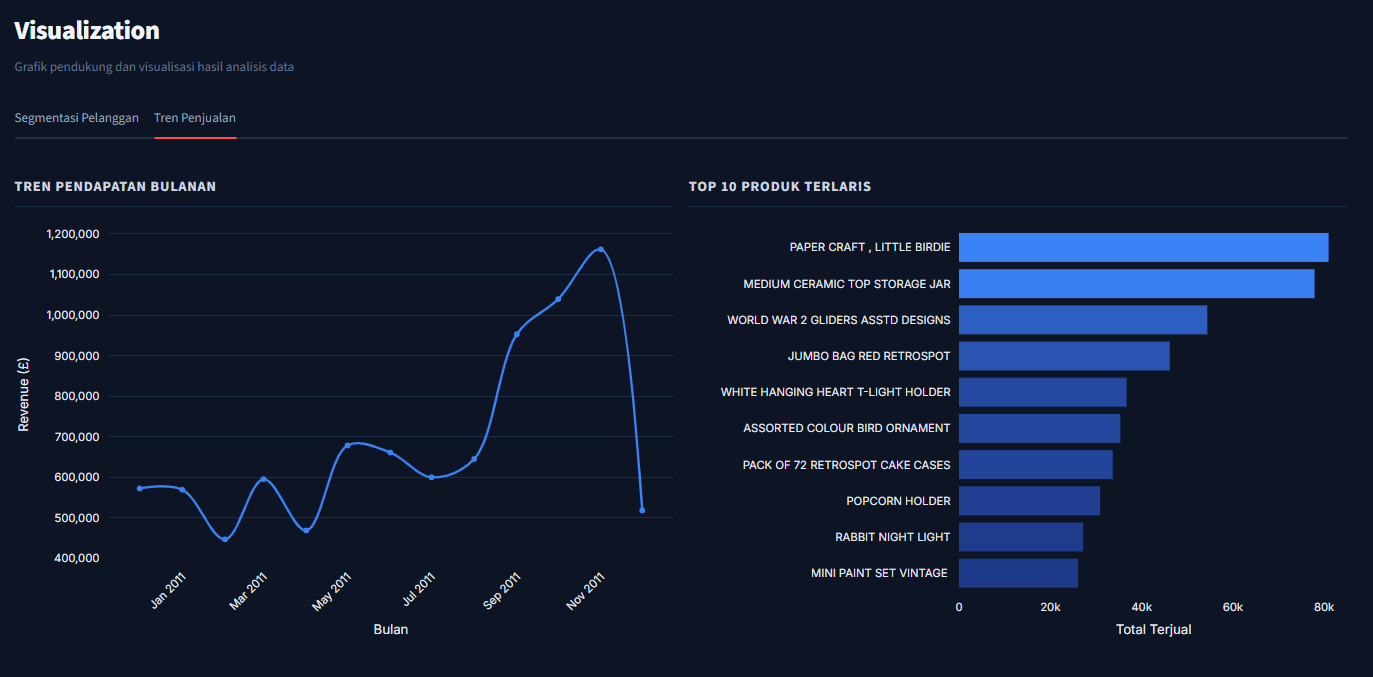 Visualization
Grafik pendukung dan visualisasi hasil analisis data
Segmentasi Pelanggan
Tren Penjualan
TREN PENDAPATAN BULANAN
1,200,000
1,100,000
1,000,000
900,000
800,000
700,000
600,000
500,000
400,000
Revenue (£)
Jan 2011
Mar 2011
May 2011
Jul 2011
Sep 2011
Nov 2011
Bulan
TOP 10 PRODUK TERLARIS
PAPER CRAFT , LITTLE BIRDIE
MEDIUM CERAMIC TOP STORAGE JAR
WORLD WAR 2 GLIDERS ASSTD DESIGNS
JUMBO BAG RED RETROSPOT
WHITE HANGING HEART T-LIGHT HOLDER
ASSORTED COLOUR BIRD ORNAMENT
PACK OF 72 RETROSPOT CAKE CASES
POPCORN HOLDER
RABBIT NIGHT LIGHT
MINI PAINT SET VINTAGE
0
20k
40k
60k
80k
Total Terjual